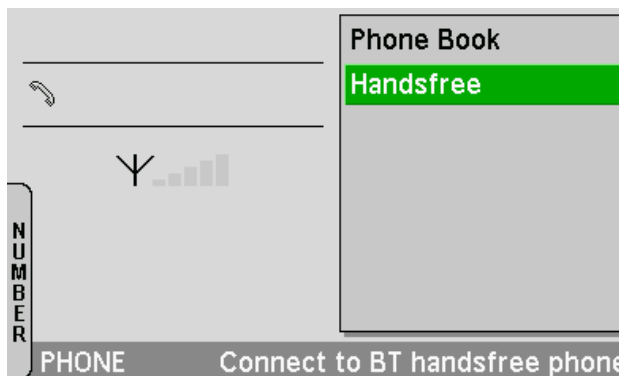 Phone Book
Handsfree
NUMBER
PHONE
Connect to BT handsfree phone